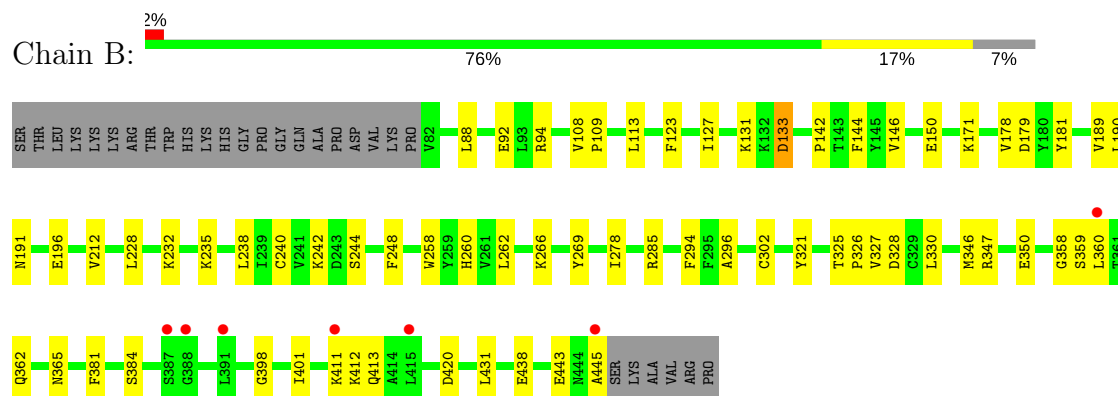 2%
Chain B:
76% 17% 7%
SER THR LEU LYS LYS LYS ARG THR TRP HIS LYS HIS GLY PRO GLY GLN ALA PRO ASP VAL LYS PRO V82 L88 E92 L93 R94 V108 P109 L113 F123 I127 K131 K132 D133 P142 T143 F144 Y145 V146 E150 K171 V178 D179 Y180 Y181 V189 L190
N191 E196 V212 L228 K232 K235 L238 I239 C240 V241 K242 D243 S244 F248 W258 Y259 H260 V261 L262 K266 Y269 I278 R285 F294 F295 A296 C302 Y321 T325 P326 V327 D328 C329 L330 M346 R347 E350 G358 S359 L360 T361
Q362 N365 F381 S384 S387 G388 L391 G398 I401 K411 K412 Q413 A414 L415 D420 L431 E438 E443 N444 A445 SER LYS ALA VAL ARG PRO